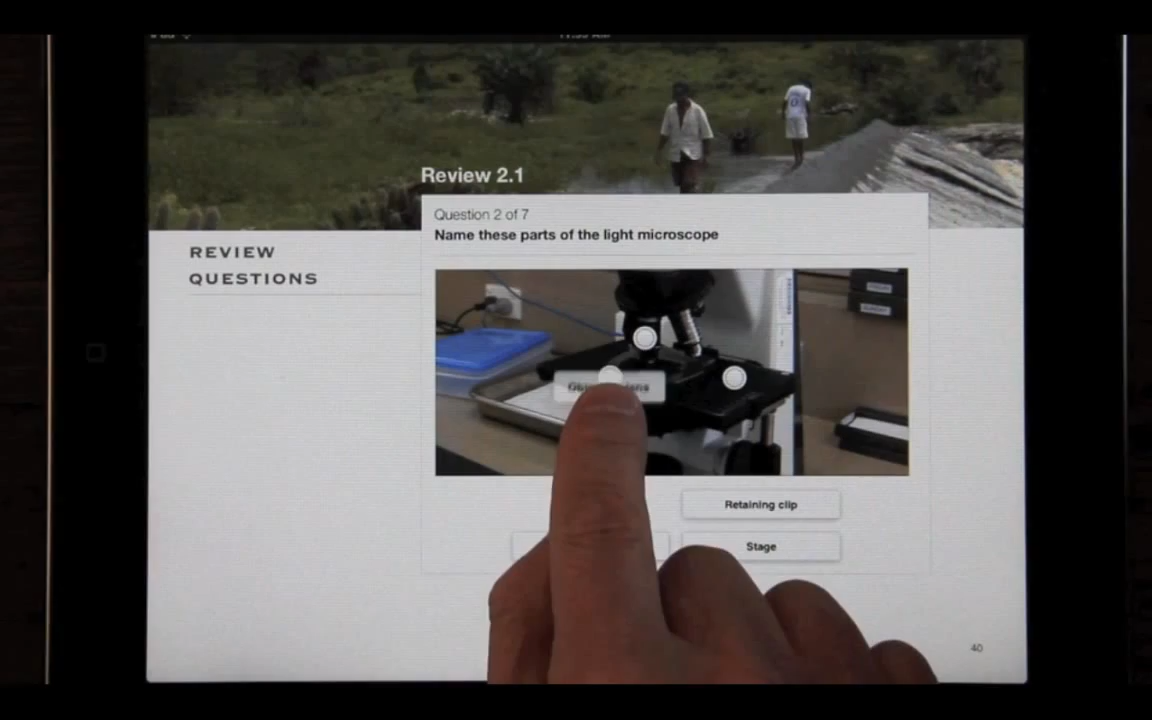 Review 2.1
Question 2 of 7
Name these parts of the light microscope
REVIEW
QUESTIONS
Retaining clip
Stage
40